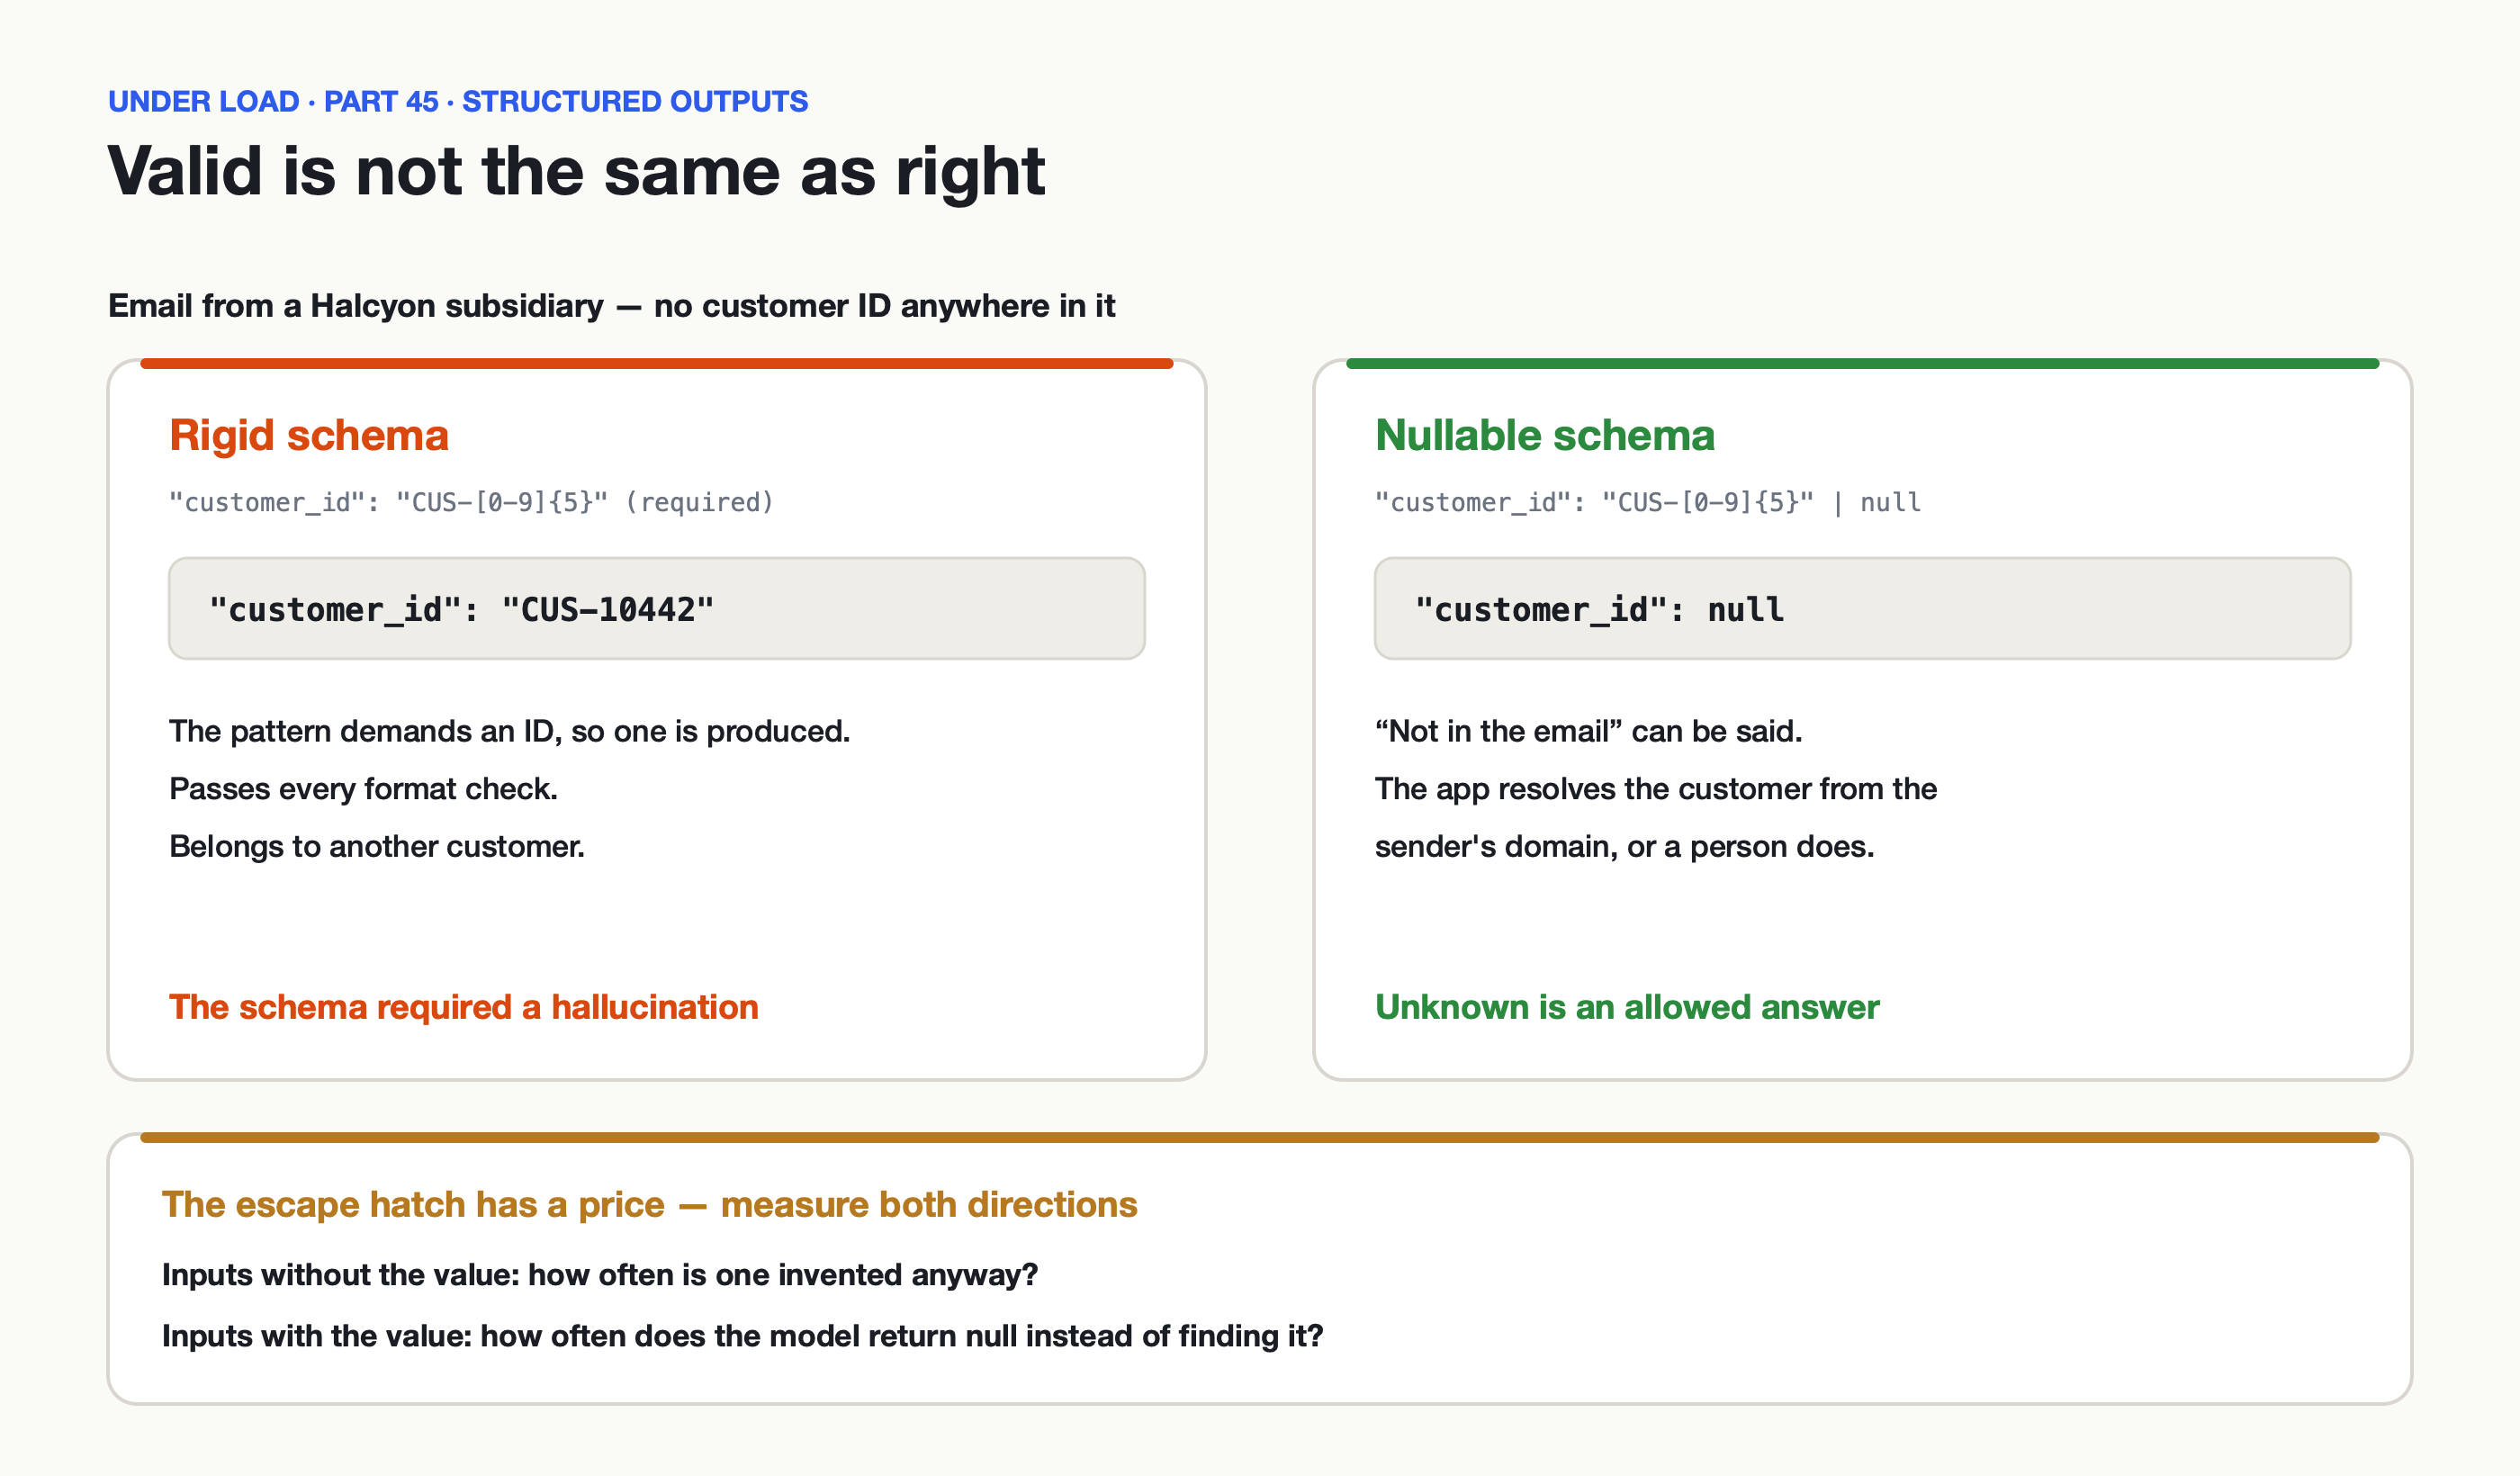 UNDER LOAD · PART 45 · STRUCTURED OUTPUTS
Valid is not the same as right
Email from a Halcyon subsidiary — no customer ID anywhere in it
Rigid schema
"customer_id": "CUS-[0-9]{5}" (required)
"customer_id": "CUS-10442"
The pattern demands an ID, so one is produced.
Passes every format check.
Belongs to another customer.
The schema required a hallucination
Nullable schema
"customer_id": "CUS-[0-9]{5}" | null
"customer_id": null
“Not in the email” can be said.
The app resolves the customer from the
sender's domain, or a person does.
Unknown is an allowed answer
The escape hatch has a price — measure both directions
Inputs without the value: how often is one invented anyway?
Inputs with the value: how often does the model return null instead of finding it?